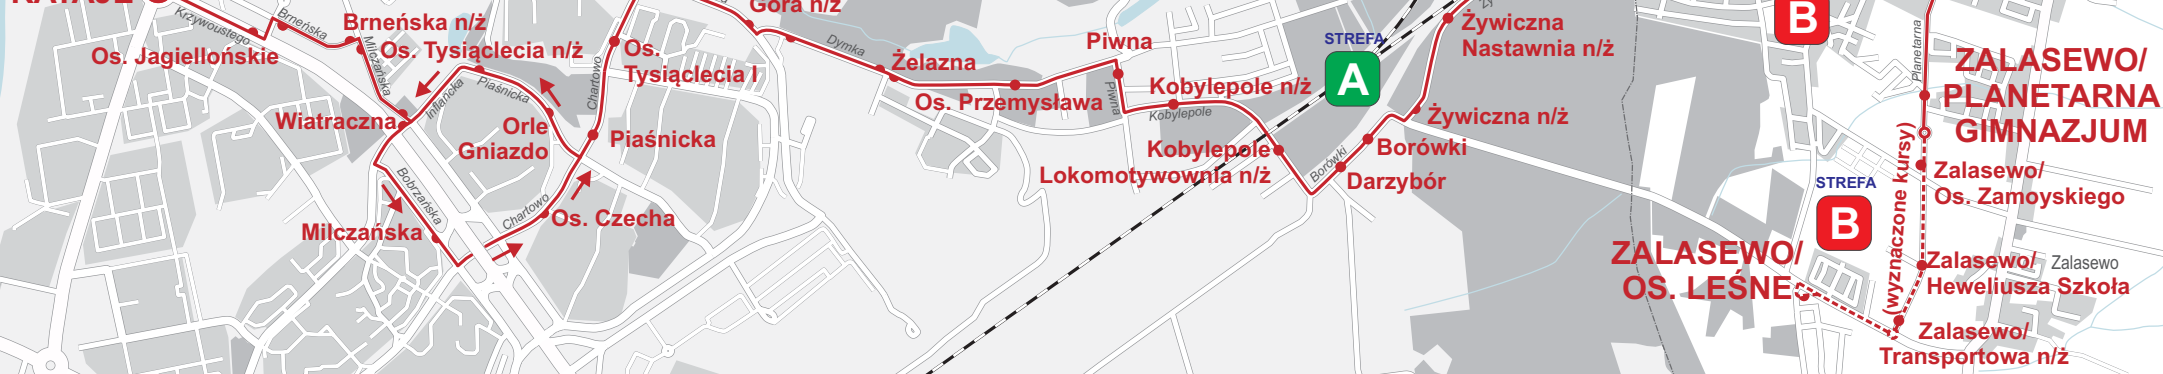 Krzywoustego
Brneńska
Brneńska n/ż
Os. Jagiellońskie
Milczańska
Os. Tysiąclecia n/ż
Inflancka
Piaśnicka
Wiatraczna
Orle
Gniazdo
Chartowo
Os.
Tysiąclecia I
Piaśnicka
Bobrzańska
Milczańska
Chartowo
Os. Czecha
Góra n/ż
Dymka
Żelazna
Os. Przemysława
Piwna
Piwna
Kobylepole n/ż
Kobylepole
Kobylepole
Lokomotywownia n/ż
STREFA
A
Borówki
Darzybór
Borówki
Żywiczna n/ż
Żywiczna
Nastawnia n/ż
B
Planetarna
ZALASEWO/
PLANETARNA
GIMNAZJUM
STREFA
B
(wyznaczone kursy)
Zalasewo/
Os. Zamoyskiego
ZALASEWO/
OS. LEŚNE
Zalasewo/
Heweliusza Szkoła
Zalasewo
Zalasewo/
Transportowa n/ż